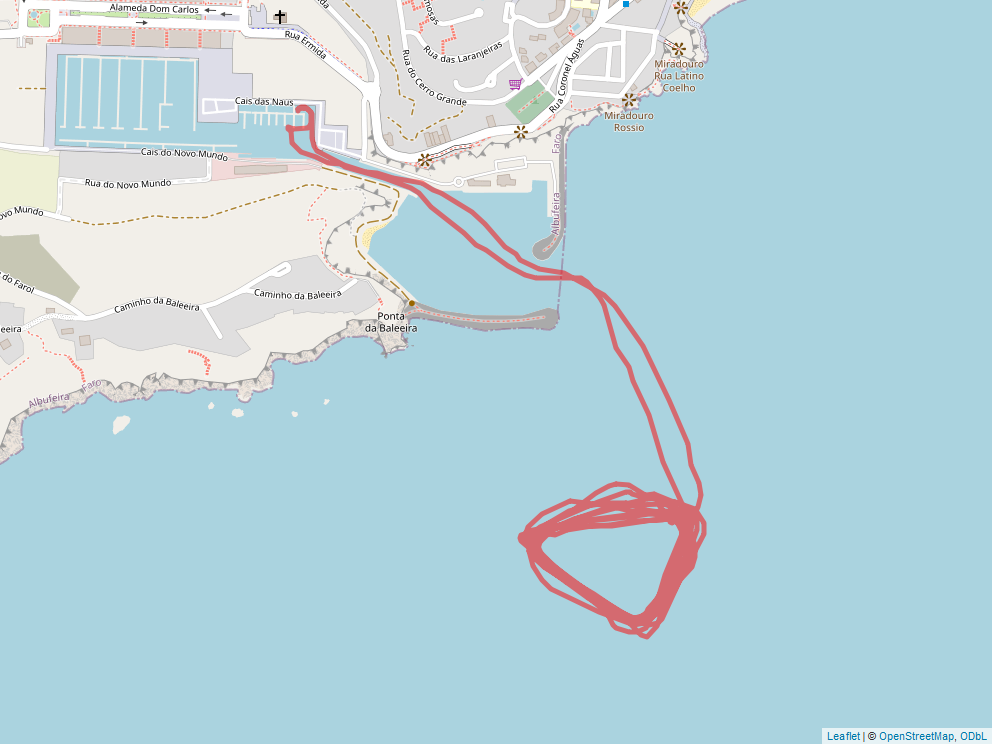 Alameda Dom Carlos
Rua Ermida
Rua das Laranjeiras
Rua do Cerro Grande
Rua Coronel Águas
Miradouro
Rua Latino
Coelho
Miradouro
Rossio
Cais das Naus
Cais do Novo Mundo
Rua do Novo Mundo
ovo Mundo
Faro
Albufeira
do Farol
Caminho da Baleeira
Caminho da Baleeira
eeira
Ponta
da Baleeira
Faro
Albufeira
Leaflet | © OpenStreetMap, ODbL